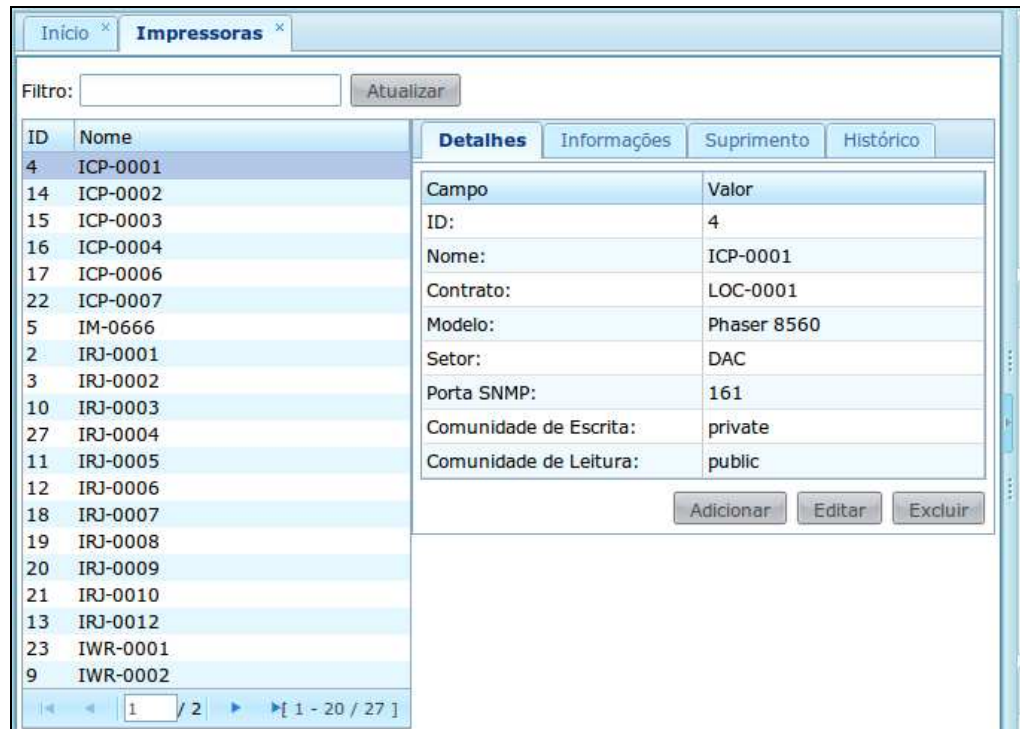 Início x Impressoras x
Filtro: Atualizar
ID Nome
4 ICP-0001
14 ICP-0002
15 ICP-0003
16 ICP-0004
17 ICP-0006
22 ICP-0007
5 IM-0666
2 IRJ-0001
3 IRJ-0002
10 IRJ-0003
27 IRJ-0004
11 IRJ-0005
12 IRJ-0006
18 IRJ-0007
19 IRJ-0008
20 IRJ-0009
21 IRJ-0010
13 IRJ-0012
23 IWR-0001
9 IWR-0002
1 / 2 [ 1 - 20 / 27 ]
Detalhes Informações Suprimento Histórico
Campo Valor
ID: 4
Nome: ICP-0001
Contrato: LOC-0001
Modelo: Phaser 8560
Setor: DAC
Porta SNMP: 161
Comunidade de Escrita: private
Comunidade de Leitura: public
Adicionar Editar Excluir